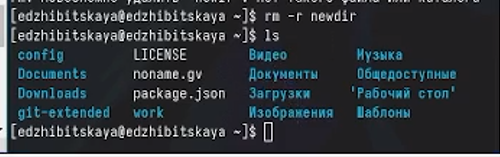 [edzhibitskaya@edzhibitskaya ~]$ rm -r newdir
[edzhibitskaya@edzhibitskaya ~]$ ls
config LICENSE Видео Музыка
Documents noname.gv Документы Общедоступные
Downloads package.json Загрузки 'Рабочий стол'
git-extended work Изображения Шаблоны
[edzhibitskaya@edzhibitskaya ~]$